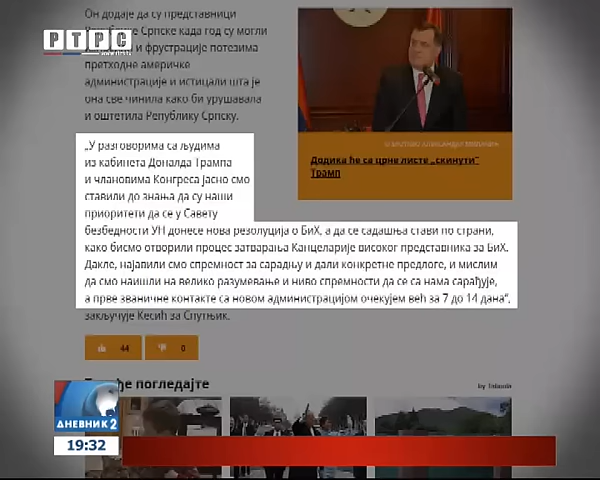 Он додаје да су представници
Републике Српске кад год су могли
и фрустрације потезима
претходне америчке
администрације и истицали шта је
она све чинила како би урушавала
и оштетила Републику Српску.
РТРС
„У разговорима са људима
из кабинета Доналда Трампа
и члановима Конгреса јасно смо
ставили до знања да су наши
приоритети да се у Савету
безбедности УН донесе нова резолуција о БиХ, а да се садашња стави по страни,
како бисмо отворили процес затварања Канцеларије високог представника за БиХ.
Дакле, најавили смо спремност за сарадњу и дали конкретне предлоге, и мислим
да смо наишли на велико разумевање и ниво спремности да се са нама сарађује,
а прве званичне контакте са новом администрацијом очекујем већ за 7 до 14 дана“,
закључује Кесић за Спутњик.
Додика ће са црне листе „скинути“
Трамп
44
0
погледајте
by Taboola
ДНЕВНИК 2
19:32